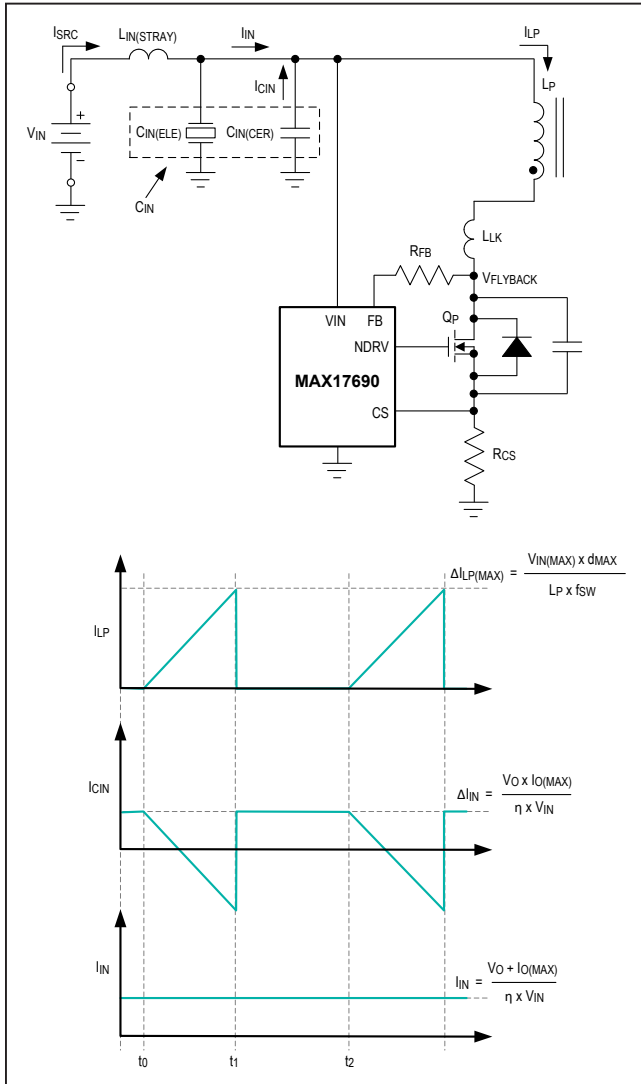 ISRC
LIN(STRAY)
IIN
ILP
ICIN
LP
VIN
+
−
CIN(ELE)
CIN(CER)
CIN
LLK
RFB
VFLYBACK
VIN
FB
QP
NDRV
MAX17690
CS
RCS
ΔILP(MAX) = VIN(MAX) x dMAX / LP x fSW
ILP
ICIN
ΔIIN = VO x IO(MAX) / η x VIN
IIN
IIN = VO + IO(MAX) / η x VIN
t0
t1
t2